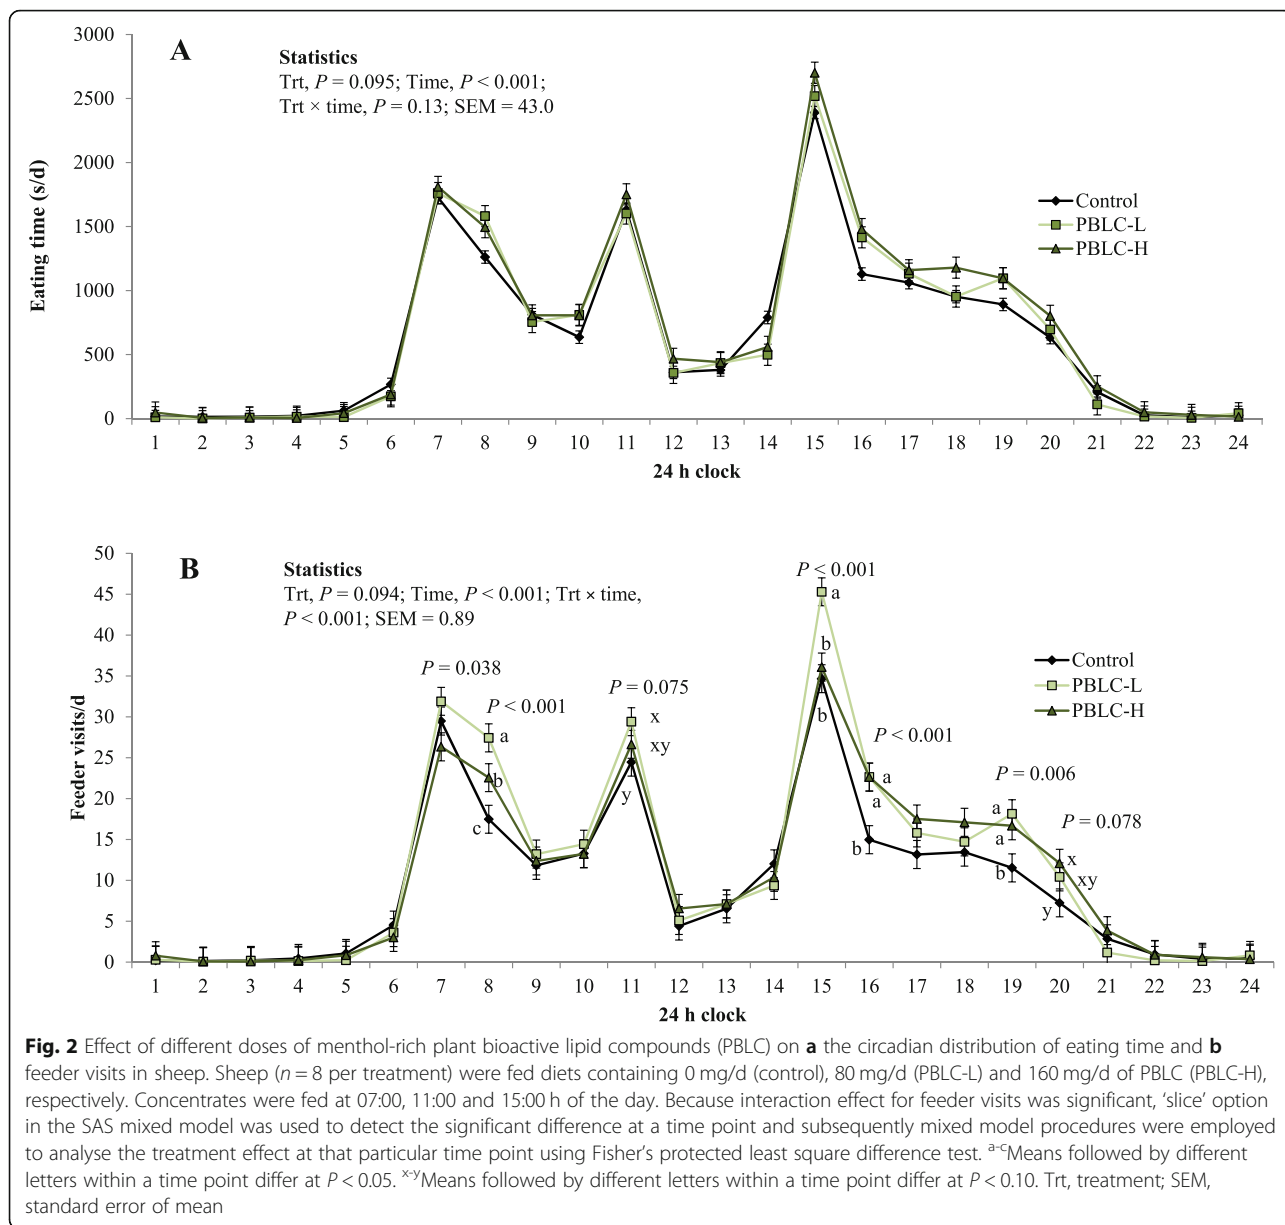 A
Statistics
Trt, P = 0.095; Time, P < 0.001;
Trt × time, P = 0.13; SEM = 43.0
Eating time (s/d)
3000
2500
2000
1500
1000
500
0
Control
PBLC-L
PBLC-H
1 2 3 4 5 6 7 8 9 10 11 12 13 14 15 16 17 18 19 20 21 22 23 24
24 h clock
B
Statistics
Trt, P = 0.094; Time, P < 0.001; Trt × time,
P < 0.001; SEM = 0.89
Feeder visits/d
50
45
40
35
30
25
20
15
10
5
0
P = 0.038
P < 0.001
a
b
c
P = 0.075
x
xy
y
P < 0.001
a
b
b
P < 0.001
a
a
b
P = 0.006
a
a
b
P = 0.078
x
xy
y
Control
PBLC-L
PBLC-H
1 2 3 4 5 6 7 8 9 10 11 12 13 14 15 16 17 18 19 20 21 22 23 24
24 h clock
Fig. 2 Effect of different doses of menthol-rich plant bioactive lipid compounds (PBLC) on a the circadian distribution of eating time and b
feeder visits in sheep. Sheep (n = 8 per treatment) were fed diets containing 0 mg/d (control), 80 mg/d (PBLC-L) and 160 mg/d of PBLC (PBLC-H),
respectively. Concentrates were fed at 07:00, 11:00 and 15:00 h of the day. Because interaction effect for feeder visits was significant, ‘slice’ option
in the SAS mixed model was used to detect the significant difference at a time point and subsequently mixed model procedures were employed
to analyse the treatment effect at that particular time point using Fisher’s protected least square difference test. a-cMeans followed by different
letters within a time point differ at P < 0.05. x-yMeans followed by different letters within a time point differ at P < 0.10. Trt, treatment; SEM,
standard error of mean